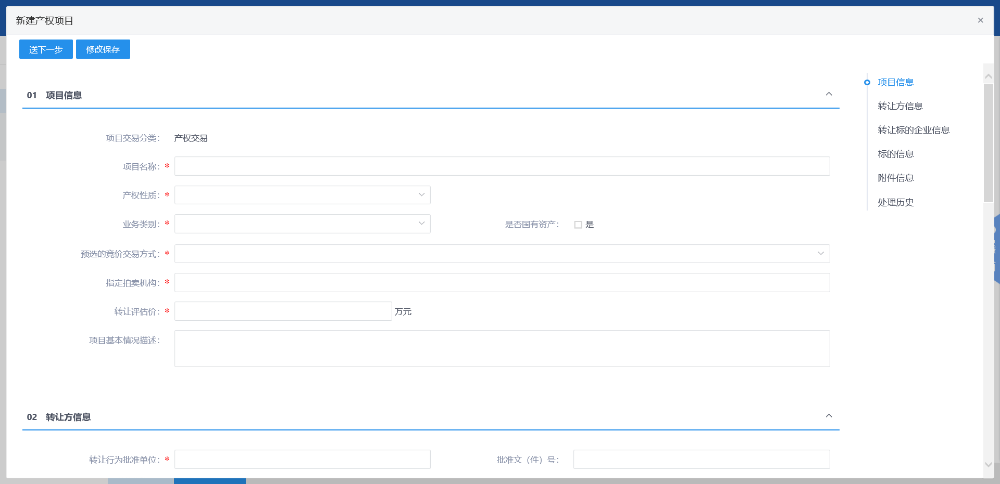 新建产权项目
送下一步 修改保存
01 项目信息
项目交易分类： 产权交易
项目名称：*
产权性质：*
业务类别：* 是否国有资产： 是
预选的竞价交易方式：*
指定拍卖机构：*
转让评估价：* 万元
项目基本情况描述：
02 转让方信息
转让行为批准单位：* 批准文（件）号：
项目信息
转让方信息
转让标的企业信息
标的信息
附件信息
处理历史